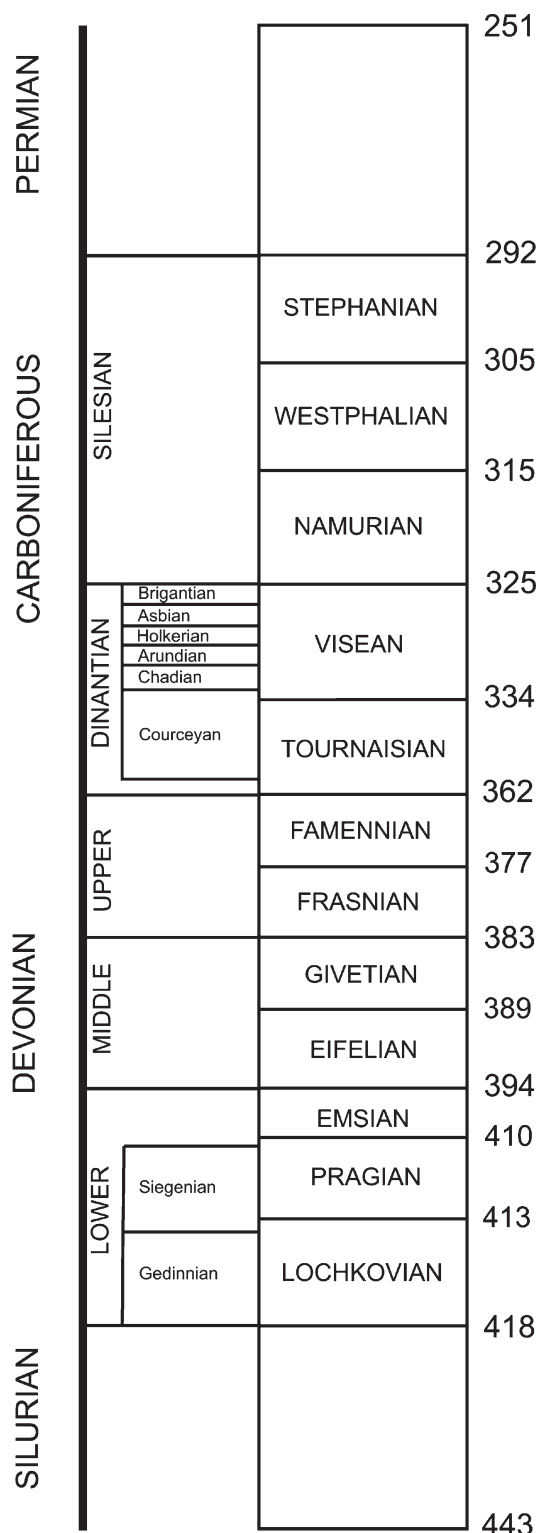 251
PERMIAN
292
STEPHANIAN
305
CARBONIFEROUS
SILESIAN
WESTPHALIAN
315
NAMURIAN
325
Brigantian
Asbian
Holkerian
Arundian
Chadian
DINANTIAN
VISEAN
334
Courceyan
TOURNAISIAN
362
UPPER
FAMENNIAN
377
FRASNIAN
383
DEVONIAN
MIDDLE
GIVETIAN
389
EIFELIAN
394
EMSIAN
410
LOWER
Siegenian
PRAGIAN
413
Gedinnian
LOCHKOVIAN
418
SILURIAN
443